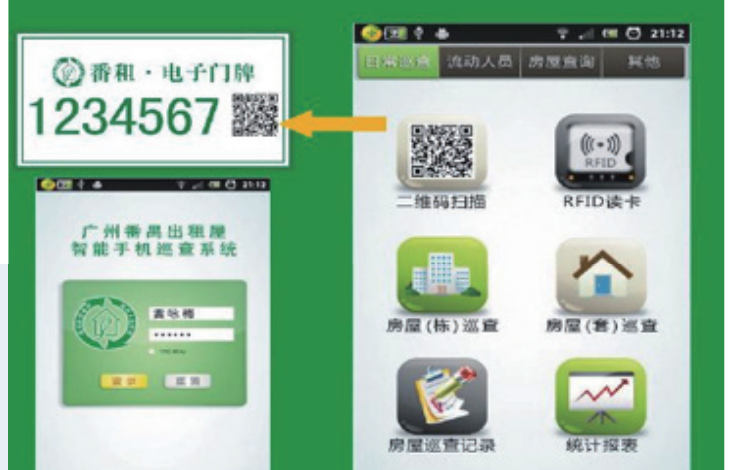 番租·电子门牌
1234567
21:12
日常巡查 流动人员 房屋查询 其他
二维码扫描
RFID
RFID读卡
房屋(栋)巡查
房屋(套)巡查
房屋巡查记录
统计报表
21:13
广州番禺出租屋
智能手机巡查系统
******
登录